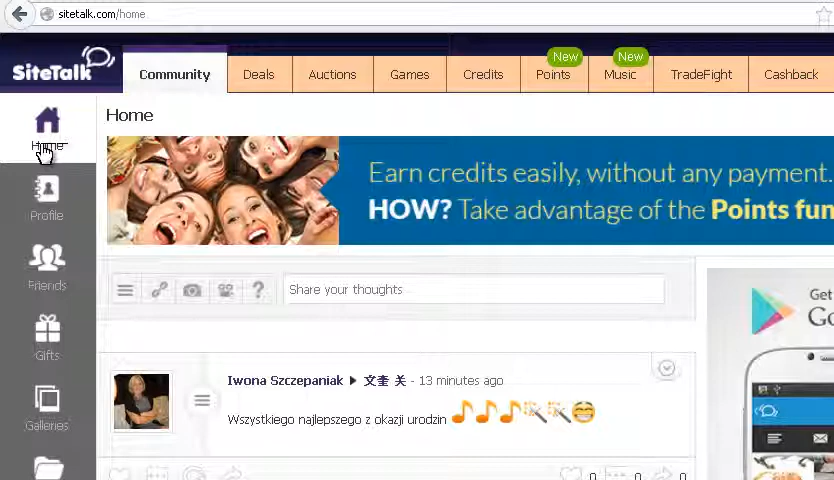 sitetalk.com/home
SiteTalk
Community
Deals
Auctions
Games
Credits
New
Points
New
Music
TradeFight
Cashback
Home
Home
Profile
Friends
Gifts
Galleries
Earn credits easily, without any payment.
HOW? Take advantage of the Points fun
Share your thoughts
Get
Go
Iwona Szczepaniak ▶ 文奎 关 - 13 minutes ago
Wszystkiego najlepszego z okazji urodzin
0 0 0